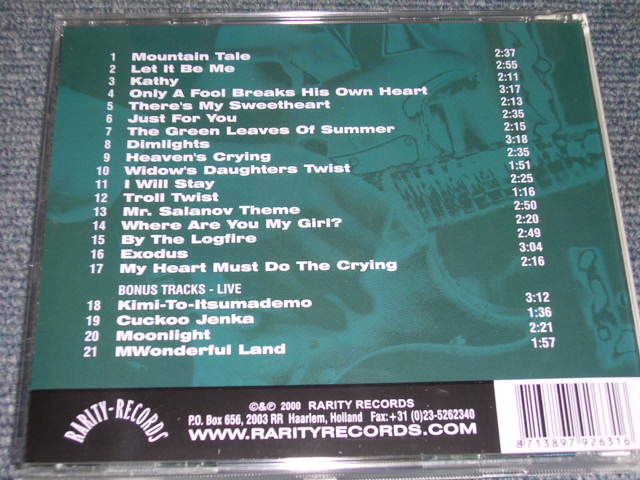 1 Mountain Tale 2:37
2 Let It Be Me 2:55
3 Kathy 2:11
4 Only A Fool Breaks His Own Heart 3:17
5 There's My Sweetheart 2:13
6 Just For You 2:35
7 The Green Leaves Of Summer 2:15
8 Dimlights 3:18
9 Heaven's Crying 2:35
10 Widow's Daughters Twist 1:51
11 I Will Stay 2:25
12 Troll Twist 1:16
13 Mr. Salanov Theme 2:50
14 Where Are You My Girl? 2:20
15 By The Logfire 2:49
16 Exodus 3:04
17 My Heart Must Do The Crying 2:16
BONUS TRACKS - LIVE
18 Kimi-To-Itsumademo 3:12
19 Cuckoo Jenka 1:36
20 Moonlight 2:21
21 MWonderful Land 1:57
RARITY-RECORDS
©&℗ 2000 RARITY RECORDS
P.O. Box 656, 2003 RR Haarlem, Holland Fax:+31 (0)23-5262340
WWW.RARITYRECORDS.COM
8 713897 926316